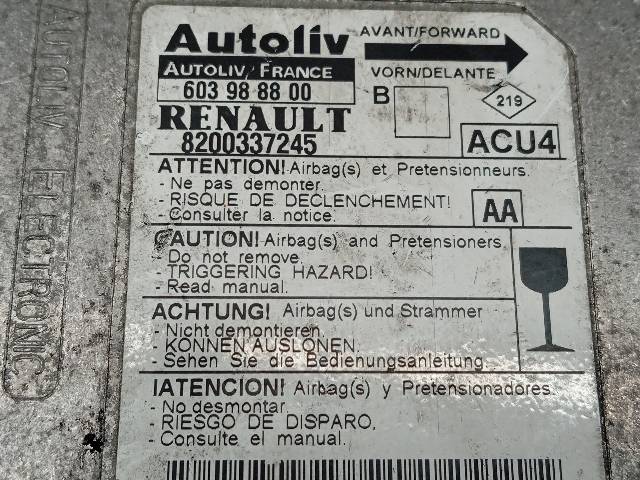 Autoliv
AVANT/FORWARD
AUTOLIV FRANCE
VORN/DELANTE
603 98 88 00
B
219
RENAULT
8200337245
ACU4
ATTENTION! Airbag(s) et Pretensionneurs.
- Ne pas demonter.
- RISQUE DE DECLENCHEMENT!
- Consulter la notice.
AA
CAUTION! Airbag(s) and Pretensioners.
Do not remove.
- TRIGGERING HAZARD!
- Read manual.
ACHTUNG! Airbag(s) und Strammer
- Nicht demontieren.
- KONNEN AUSLONEN.
- Sehen Sie die Bedienungsanleitung.
IATENCION! Airbag(s) y Pretensionadores.
- No desmontar.
- RIESGO DE DISPARO.
- Consulte el manual.
AUTOLIV ELECTRONIC